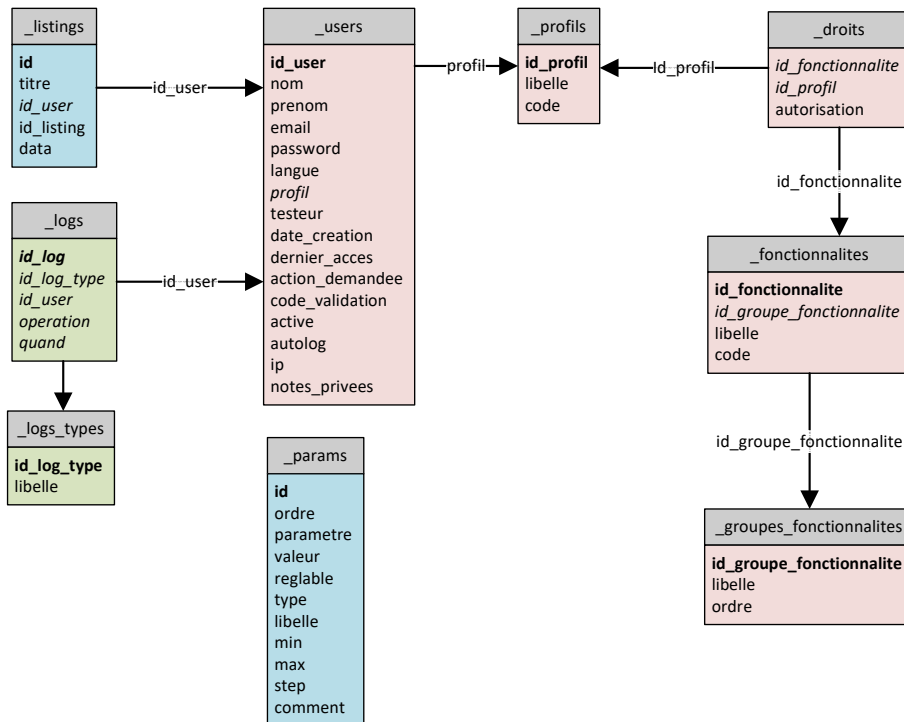 _listings
id
titre
id_user
id_listing
data
id_user
_users
id_user
nom
prenom
email
password
langue
profil
testeur
date_creation
dernier_acces
action_demandee
code_validation
active
autolog
ip
notes_privees
profil
_profils
id_profil
libelle
code
Id_profil
_droits
id_fonctionnalite
id_profil
autorisation
id_fonctionnalite
_logs
id_log
id_log_type
id_user
operation
quand
id_user
_fonctionnalites
id_fonctionnalite
id_groupe_fonctionnalite
libelle
code
_logs_types
id_log_type
libelle
_params
id
ordre
parametre
valeur
reglable
type
libelle
min
max
step
comment
id_groupe_fonctionnalite
_groupes_fonctionnalites
id_groupe_fonctionnalite
libelle
ordre